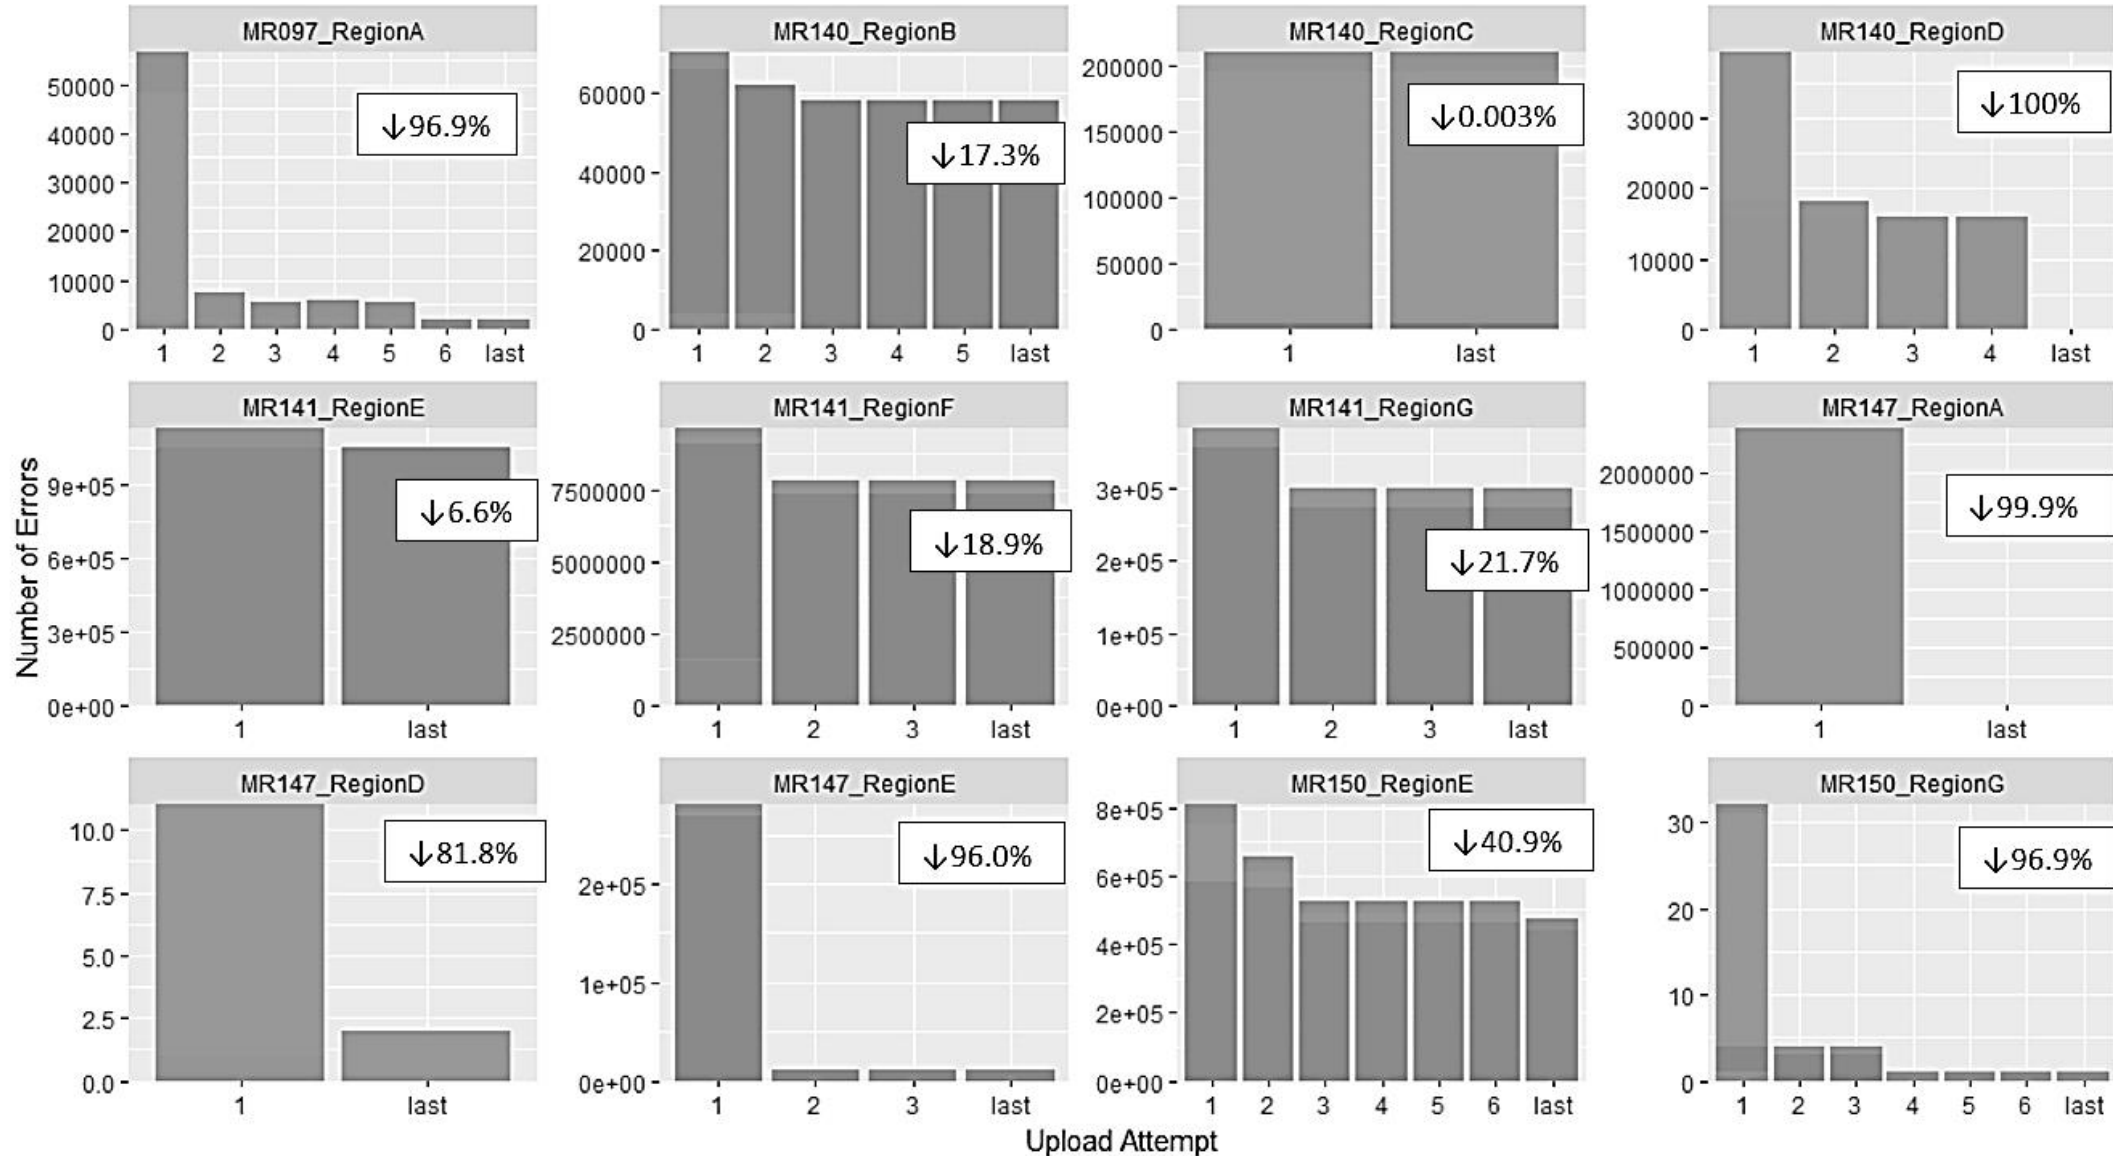 MR097_RegionA
50000
40000
30000
20000
10000
0
↓96.9%
1 2 3 4 5 6 last
MR140_RegionB
60000
40000
20000
0
↓17.3%
1 2 3 4 5 last
MR140_RegionC
200000
150000
100000
50000
0
↓0.003%
1 last
MR140_RegionD
30000
20000
10000
0
↓100%
1 2 3 4 last
Number of Errors
MR141_RegionE
9e+05
6e+05
3e+05
0e+00
↓6.6%
1 last
MR141_RegionF
7500000
5000000
2500000
0
↓18.9%
1 2 3 last
MR141_RegionG
3e+05
2e+05
1e+05
0e+00
↓21.7%
1 2 3 last
MR147_RegionA
2000000
1500000
1000000
500000
0
↓99.9%
1 last
MR147_RegionD
10.0
7.5
5.0
2.5
0.0
↓81.8%
1 last
MR147_RegionE
2e+05
1e+05
0e+00
↓96.0%
1 2 3 last
MR150_RegionE
8e+05
6e+05
4e+05
2e+05
0e+00
↓40.9%
1 2 3 4 5 6 last
MR150_RegionG
30
20
10
0
↓96.9%
1 2 3 4 5 6 last
Upload Attempt